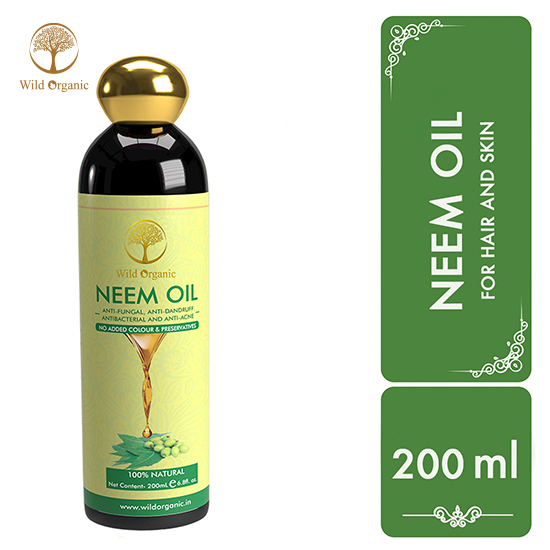 Wild Organic
Wild Organic
NEEM OIL
ANTI-FUNGAL, ANTI-DANDRUFF
ANTIBACTERIAL AND ANTI-ACNE
NO ADDED COLOUR & PRESERVATIVES
100% NATURAL
Net Content- 200mL ℮ 6.8fl. oz.
www.wildorganic.in
NEEM OIL
FOR HAIR AND SKIN
200 ml